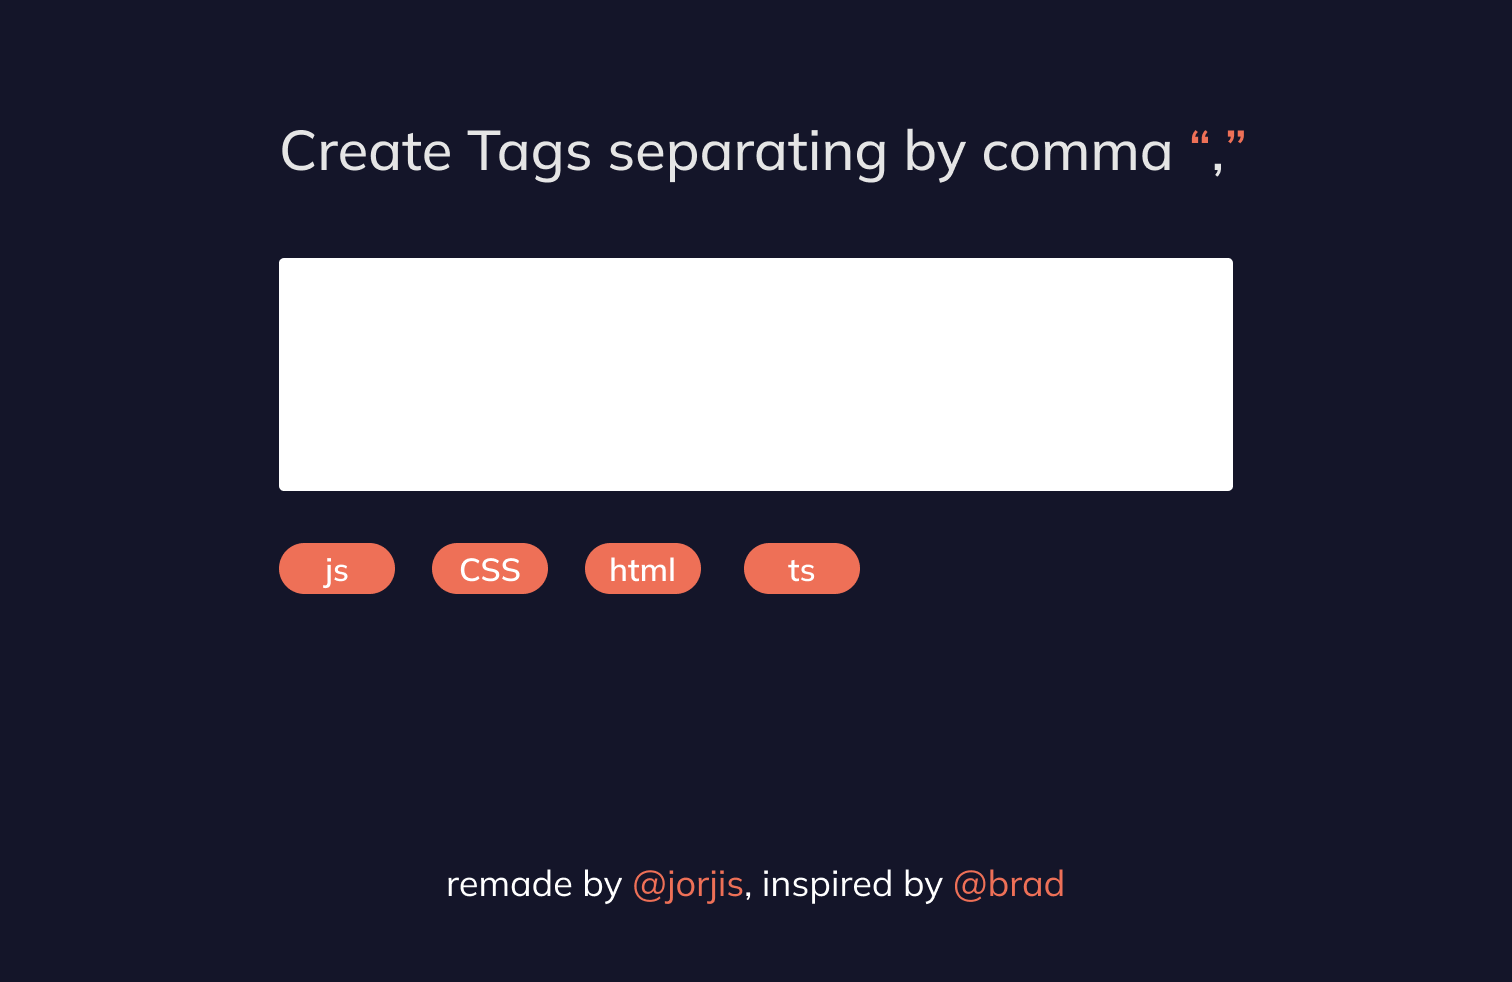 Create Tags separating by comma “,”
js CSS html ts
remade by @jorjis, inspired by @brad